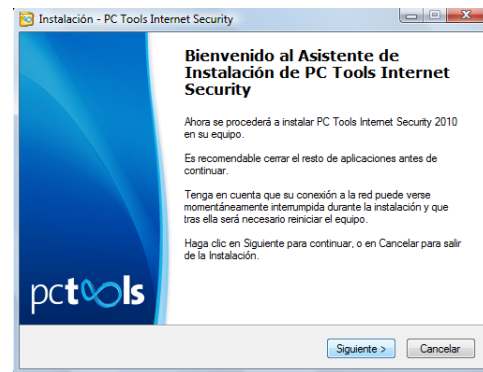 Instalación - PC Tools Internet Security
Bienvenido al Asistente de
Instalación de PC Tools Internet
Security
Ahora se procederá a instalar PC Tools Internet Security 2010
en su equipo.
Es recomendable cerrar el resto de aplicaciones antes de
continuar.
Tenga en cuenta que su conexión a la red puede verse
momentáneamente interrumpida durante la instalación y que
tras ella será necesario reiniciar el equipo.
Haga clic en Siguiente para continuar, o en Cancelar para salir
de la Instalación.
pctools
Siguiente >
Cancelar